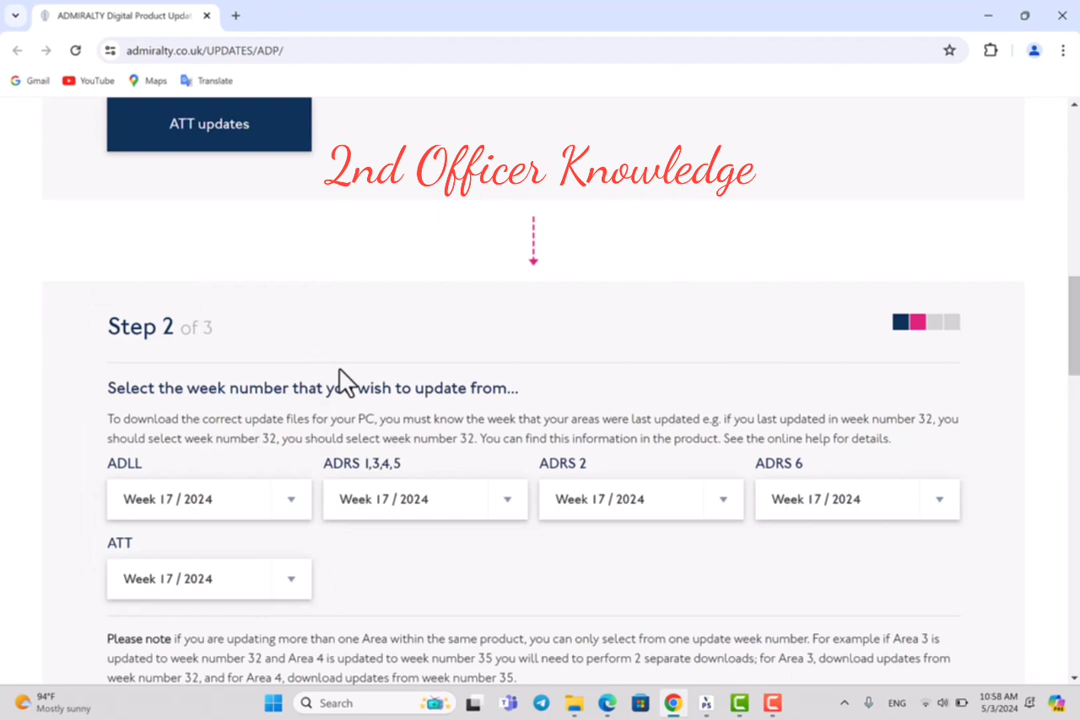 ADMIRALTY Digital Product Updat
admiralty.co.uk/UPDATES/ADP/
Gmail YouTube Maps Translate
ATT updates
2nd Officer Knowledge
Step 2 of 3
Select the week number that you wish to update from...
To download the correct update files for your PC, you must know the week that your areas were last updated e.g. if you last updated in week number 32, you
should select week number 32, you should select week number 32. You can find this information in the product. See the online help for details.
ADLL ADRS 1,3,4,5 ADRS 2 ADRS 6
Week 17 / 2024 Week 17 / 2024 Week 17 / 2024 Week 17 / 2024
ATT
Week 17 / 2024
Please note if you are updating more than one Area within the same product, you can only select from one update week number. For example if Area 3 is
updated to week number 32 and Area 4 is updated to week number 35 you will need to perform 2 separate downloads; for Area 3, download updates from
week number 32, and for Area 4, download updates from week number 35.
94°F
Mostly sunny
Search
ENG
10:58 AM
5/3/2024